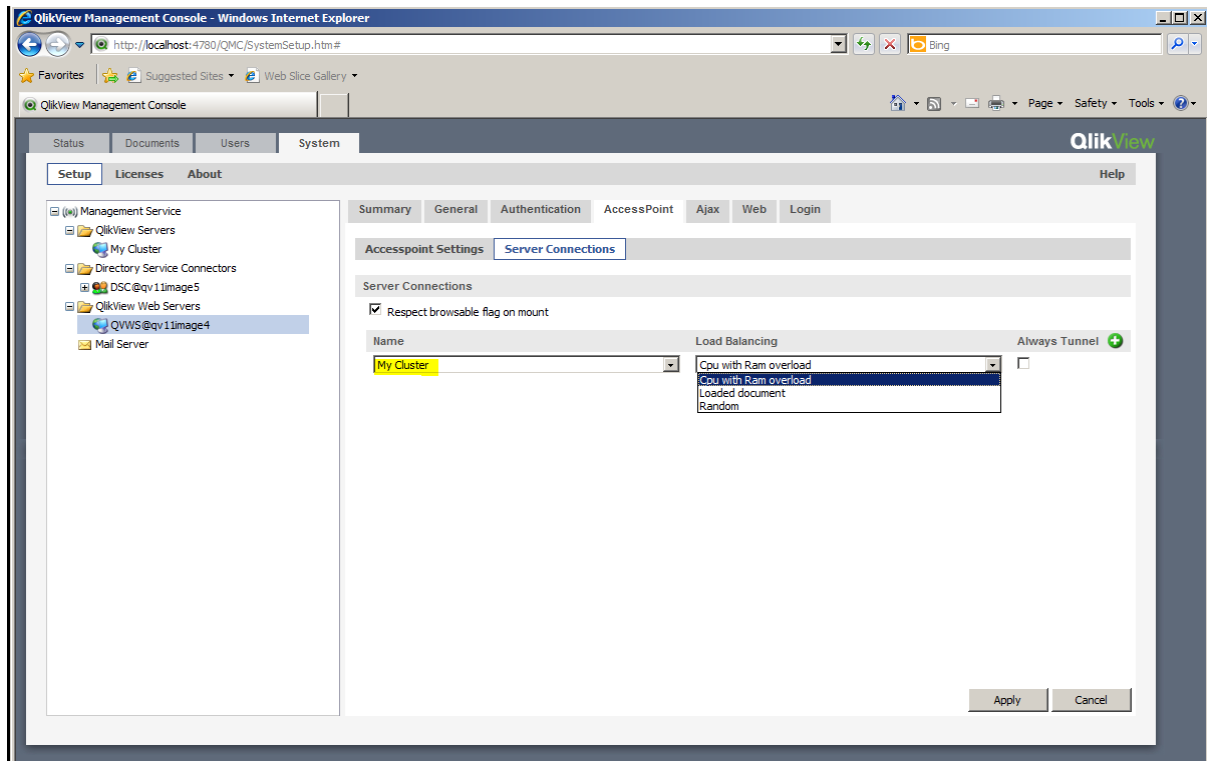 QlikView Management Console - Windows Internet Explorer
http://localhost:4780/QMC/SystemSetup.htm#
Bing
Favorites Suggested Sites Web Slice Gallery
QlikView Management Console Page Safety Tools
Status Documents Users System QlikView
Setup Licenses About Help
Management Service
QlikView Servers
My Cluster
Directory Service Connectors
DSC@qv11image5
QlikView Web Servers
QVWS@qv11image4
Mail Server
Summary General Authentication AccessPoint Ajax Web Login
Accesspoint Settings Server Connections
Server Connections
Respect browsable flag on mount
Name Load Balancing Always Tunnel
My Cluster Cpu with Ram overload
Cpu with Ram overload
Loaded document
Random
Apply Cancel